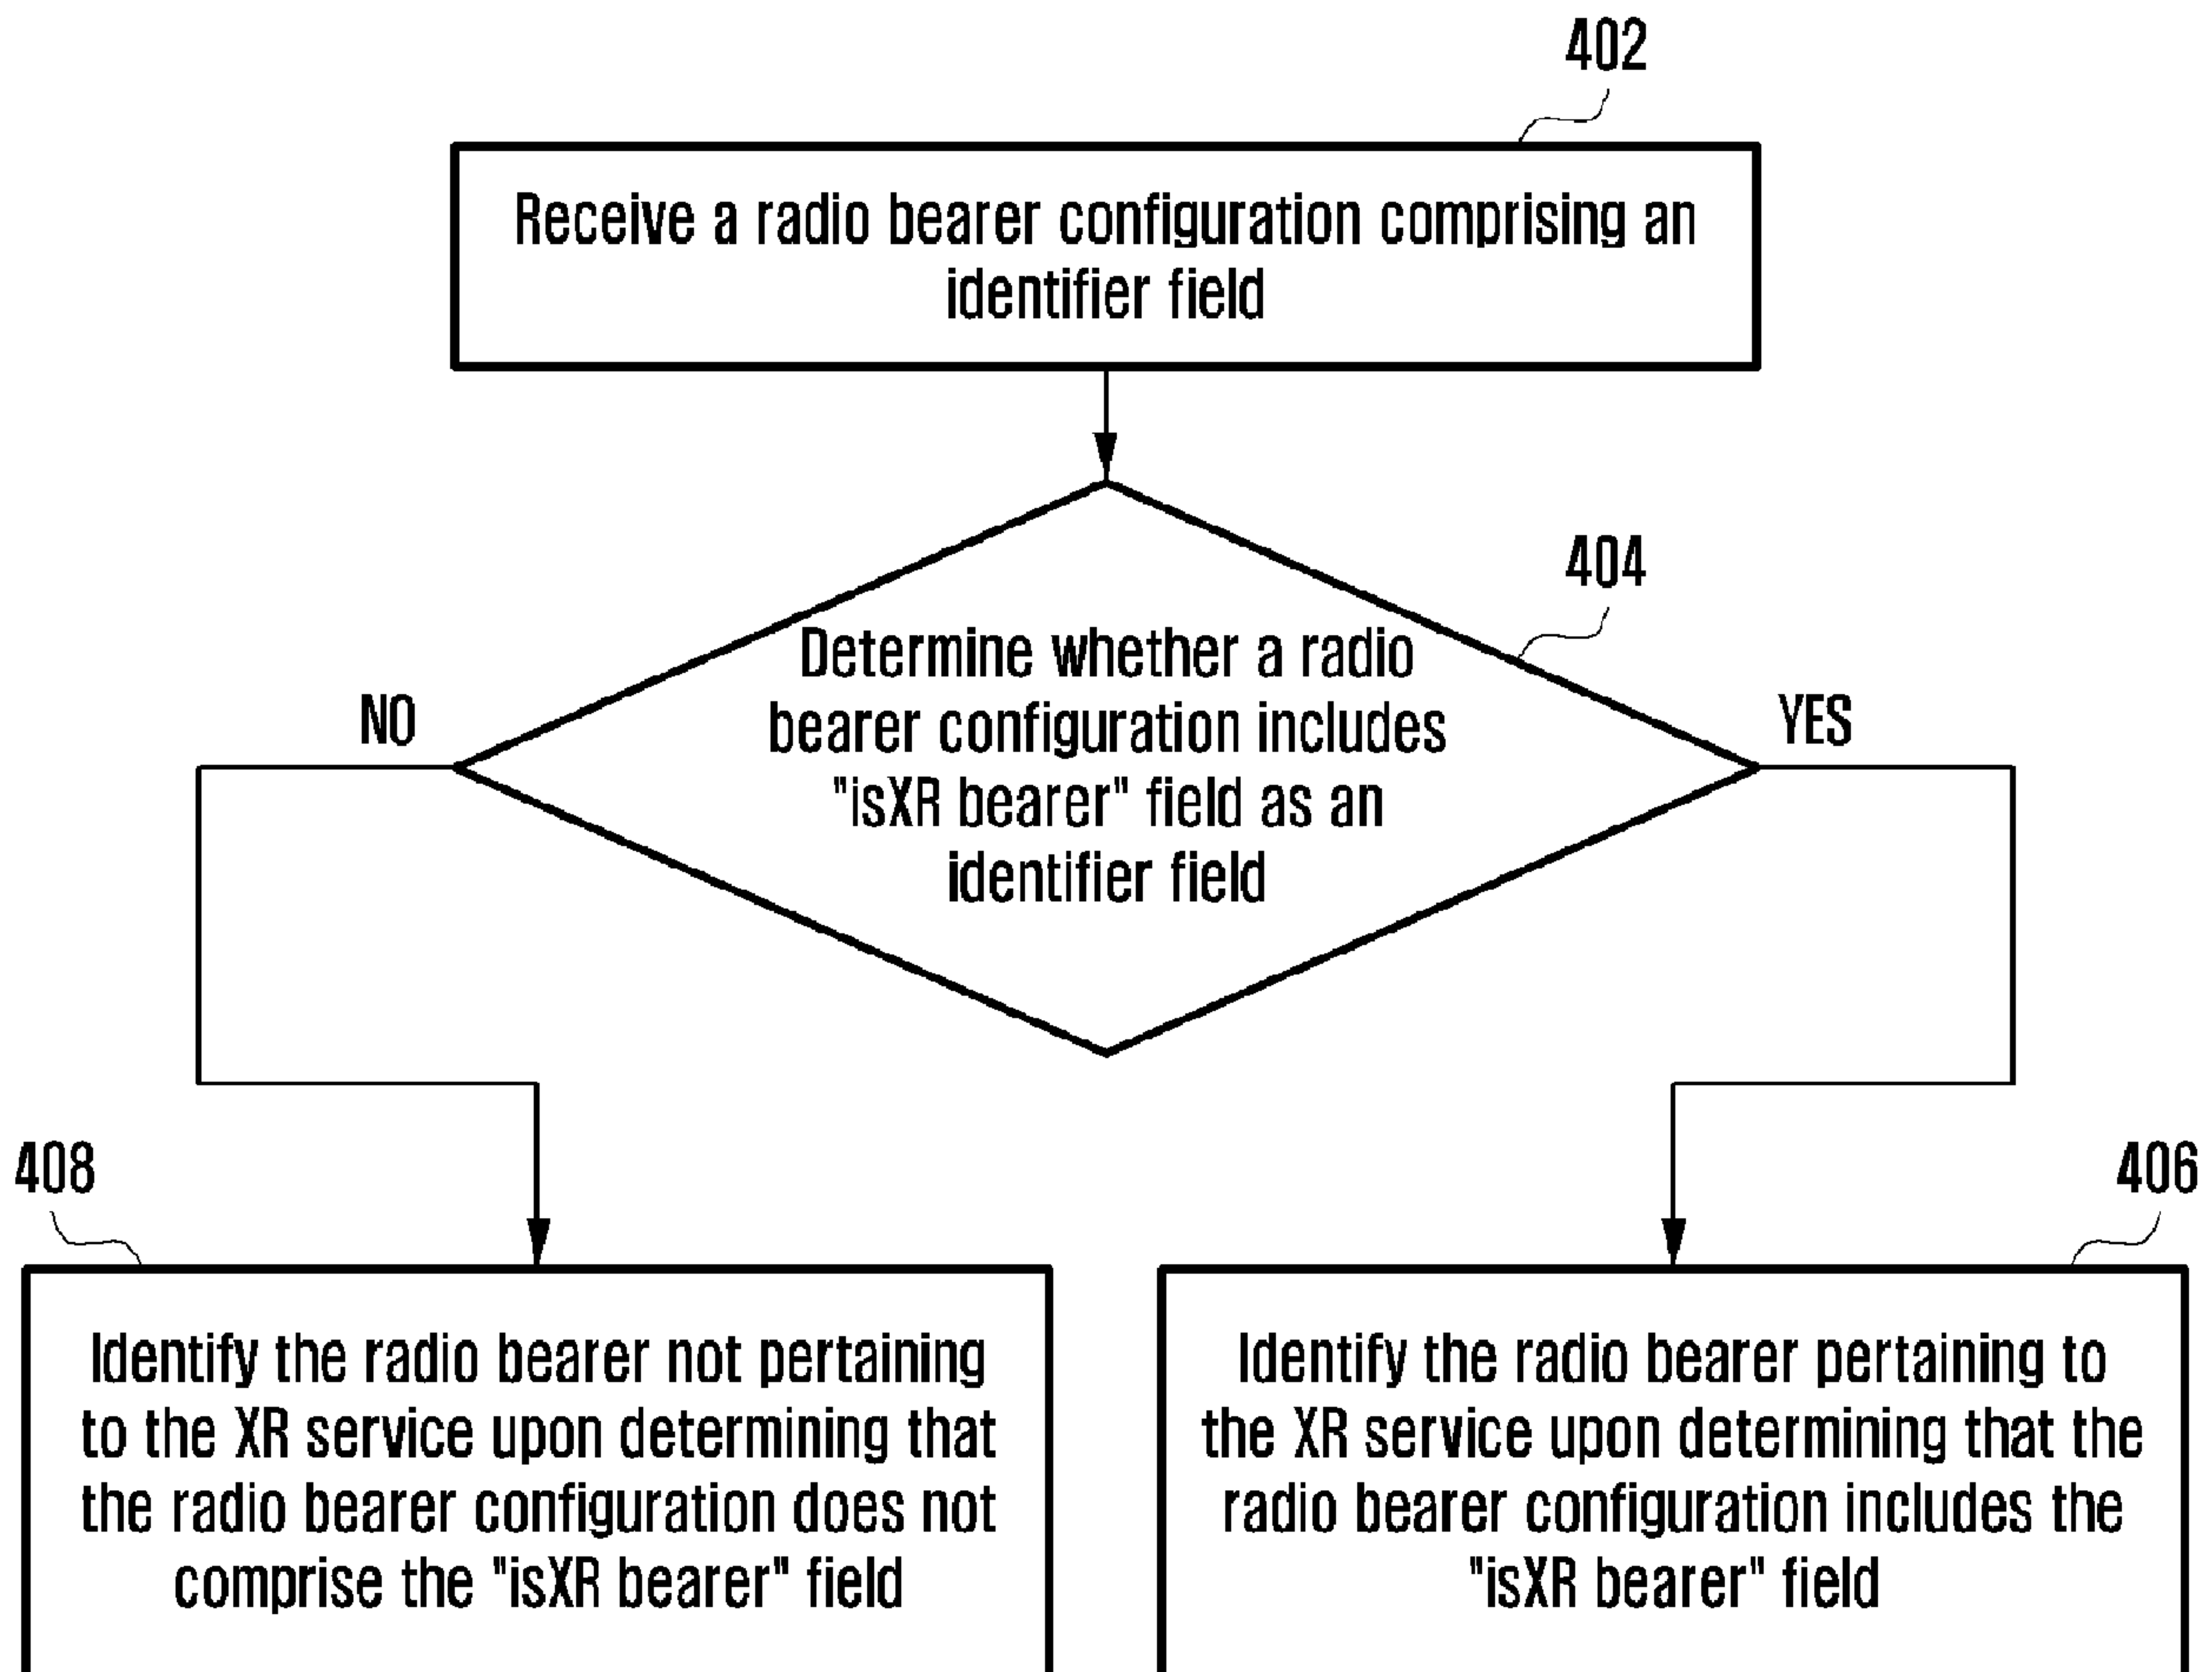 402
Receive a radio bearer configuration comprising an
identifier field
404
Determine whether a radio
bearer configuration includes
"isXR bearer" field as an
identifier field
NO
YES
408
Identify the radio bearer not pertaining
to the XR service upon determining that
the radio bearer configuration does not
comprise the "isXR bearer" field
406
Identify the radio bearer pertaining to
the XR service upon determining that the
radio bearer configuration includes the
"isXR bearer" field